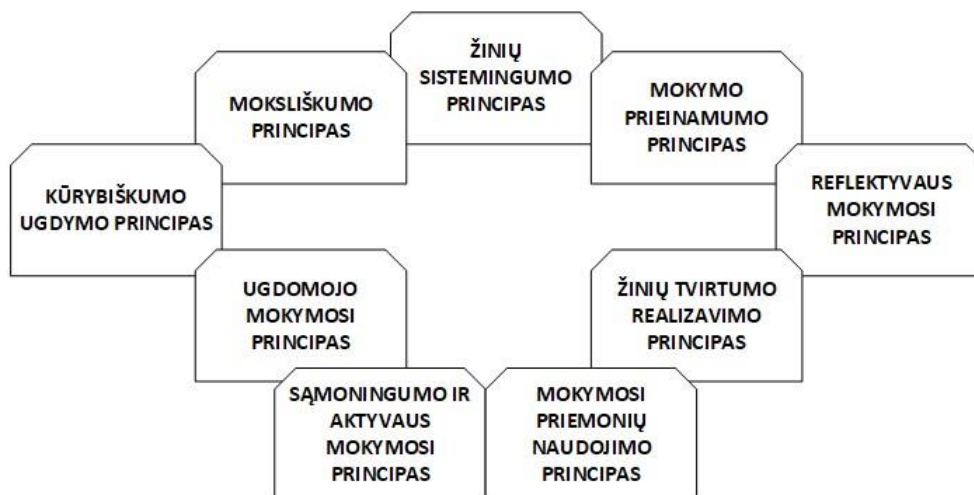 ŽINIŲ
SISTEMINGUMO
PRINCIPAS
MOKSLIŠKUMO
PRINCIPAS
MOKYMO
PRIEINAMUMO
PRINCIPAS
KŪRYBIŠKUMO
UGDYMO PRINCIPAS
REFLEKTYVAUS
MOKYMOSI
PRINCIPAS
UGDOMOJO
MOKYMOSI
PRINCIPAS
ŽINIŲ TVIRTUMO
REALIZAVIMO
PRINCIPAS
SĄMONINGUMO IR
AKTYVAUS
MOKYMOSI
PRINCIPAS
MOKYMOSI
PRIEMONIŲ
NAUDOJIMO
PRINCIPAS